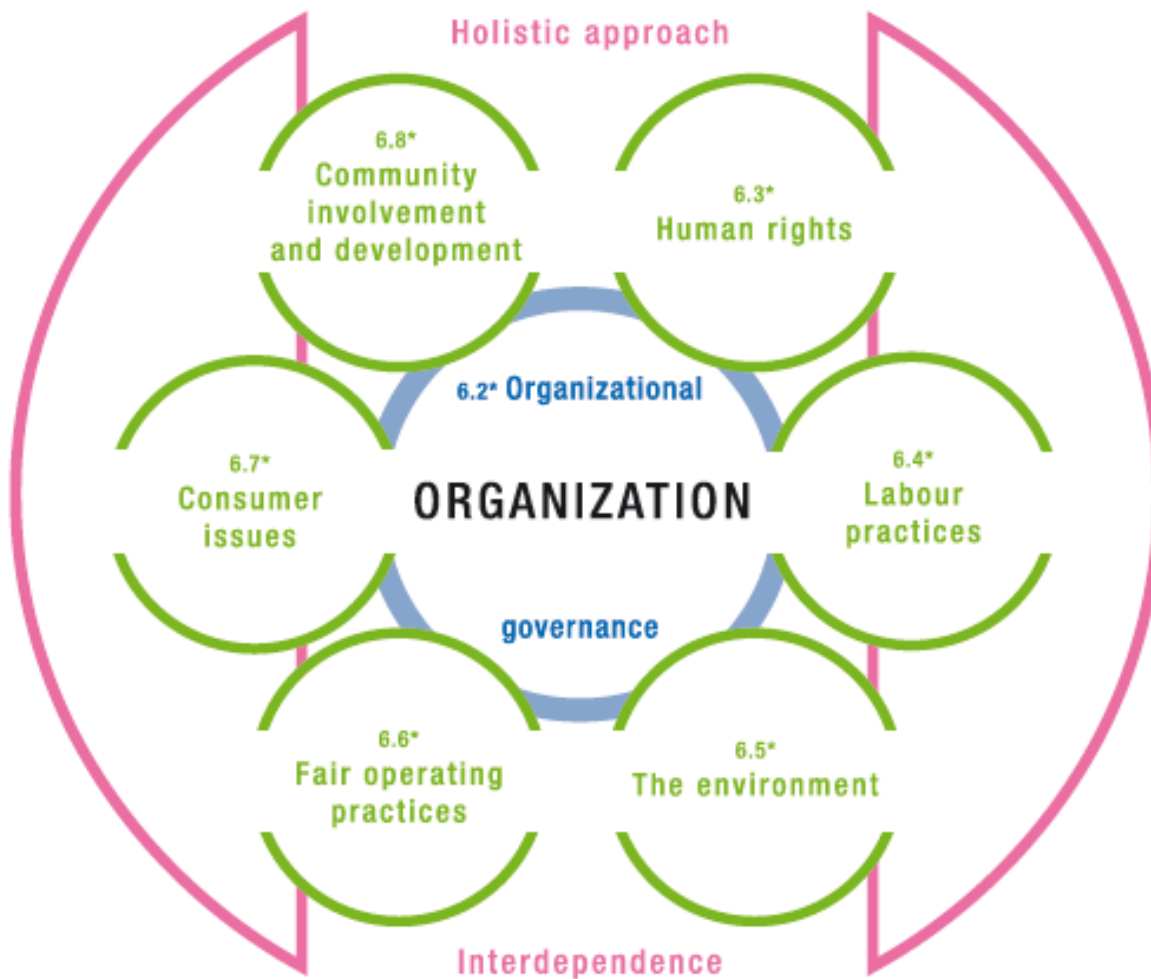 Holistic approach
6.8*
Community
involvement
and development
6.3*
Human rights
6.2* Organizational
6.7*
Consumer
issues
ORGANIZATION
6.4*
Labour
practices
governance
6.6*
Fair operating
practices
6.5*
The environment
Interdependence